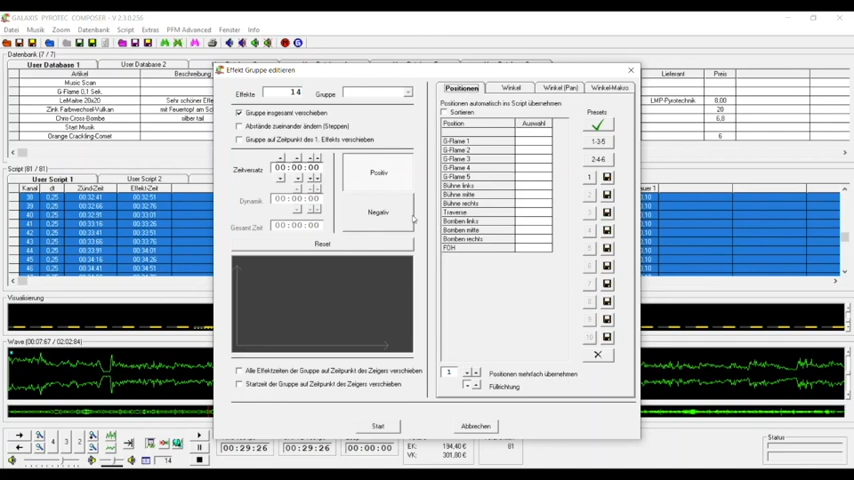 GALAXIS PYROTEC COMPOSER - V 2.3.0.256
Datei Musik Zoom Datenbank Script Extras PFM Advanced Fenster Info
Datenbank (7 / 7)
User Database 1 User Database 2
Artikel Beschreibung Lieferant Preis
Music Scan
G-Flame 0,1 Sek.
LeMaitre 20x20 Sehr schöner Effe LMP-Pyrotechnik 8,00
Zink Farbwechsel-Vulkan mit Feuertopf am Sc 20,0
Chro Cross Bombe silber tail 6,8
Start Musik
Orange Crackling-Comet 6
Script (81 / 81)
User Script 1 User Script 2
Kanal dt Zünd-Zeit Effekt-Zeit
38 0,25 00:32:41 00:32:51
39 0,25 00:32:66 00:32:76
40 0,25 00:32:91 00:33:01
41 0,25 00:33:16 00:33:26
42 0,25 00:33:41 00:33:51
43 0,25 00:33:66 00:33:76
44 0,25 00:33:91 00:34:01
45 0,25 00:34:16 00:34:26
46 0,25 00:34:41 00:34:51
Effekt Gruppe editieren
Effekte 14 Gruppe
Gruppe insgesamt verschieben
Abstände zueinander ändern (Steppen)
Gruppe auf Zeitpunkt des 1. Effekts verschieben
Zeitversatz 00:00:00 Positiv
Dynamik 00:00:00 Negativ
Gesamt Zeit 00:00:00
Reset
Alle Effektzeiten der Gruppe auf Zeitpunkt des Zeigers verschieben
Startzeit der Gruppe auf Zeitpunkt des Zeigers verschieben
Start Abbrechen
Positionen Winkel Winkel (Pan) Winkel-Makro
Positionen automatisch ins Script übernehmen
Sortieren Presets
Position Auswahl
G-Flame 1
G-Flame 2
G-Flame 3
G-Flame 4
G-Flame 5
Bühne links
Bühne mitte
Bühne rechts
Traverse
Bomben links
Bomben mitte
Bomben rechts
FOH
1-3-5
2-4-6
1
2
3
4
5
6
7
8
9
10
1 Positionen mehrfach übernehmen
Füllrichtung
Visualisierung
Wave (00:07:67 / 02:02:84)
4 3 2
14
00:29:26 00:29:26 00:00:00
EK: 194,40 €
VK: 301,80 €
81
Status